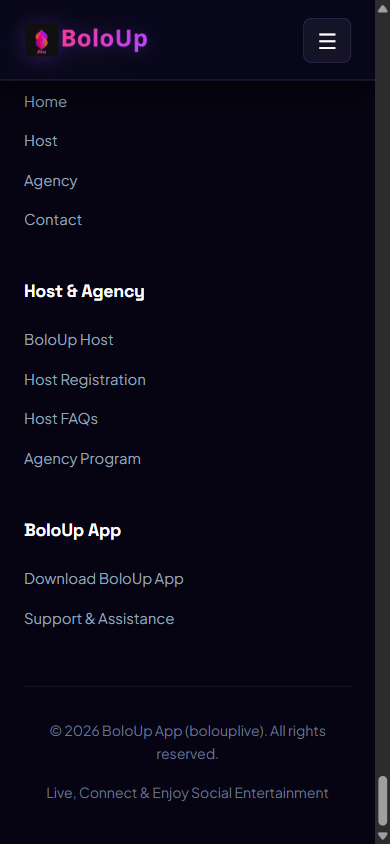 BoloUp
Home
Host
Agency
Contact
Host & Agency
BoloUp Host
Host Registration
Host FAQs
Agency Program
BoloUp App
Download BoloUp App
Support & Assistance
© 2026 BoloUp App (bolouplive). All rights
reserved.
Live, Connect & Enjoy Social Entertainment